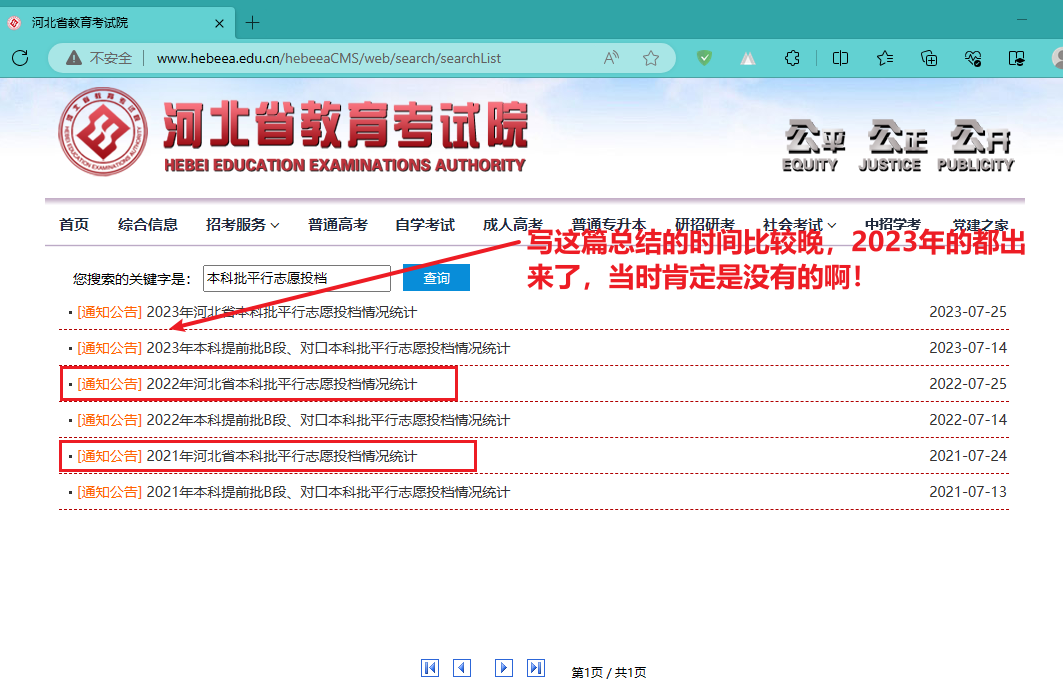 河北省教育考试院
不安全 www.hebeea.edu.cn/hebeeaCMS/web/search/searchList
河北省教育考试院
HEBEI EDUCATION EXAMINATIONS AUTHORITY
公平 公正 公开
EQUITY JUSTICE PUBLICITY
首页 综合信息 招考服务 普通高考 自学考试 成人高考 普通专升本 研招研考 社会考试 中招学考 党建之家
写这篇总结的时间比较晚，2023年的都出
来了，当时肯定是没有的啊！
您搜索的关键字是： 本科批平行志愿投档 查询
[通知公告] 2023年河北省本科批平行志愿投档情况统计 2023-07-25
[通知公告] 2023年本科提前批B段、对口本科批平行志愿投档情况统计 2023-07-14
[通知公告] 2022年河北省本科批平行志愿投档情况统计 2022-07-25
[通知公告] 2022年本科提前批B段、对口本科批平行志愿投档情况统计 2022-07-14
[通知公告] 2021年河北省本科批平行志愿投档情况统计 2021-07-24
[通知公告] 2021年本科提前批B段、对口本科批平行志愿投档情况统计 2021-07-13
第1页 / 共1页